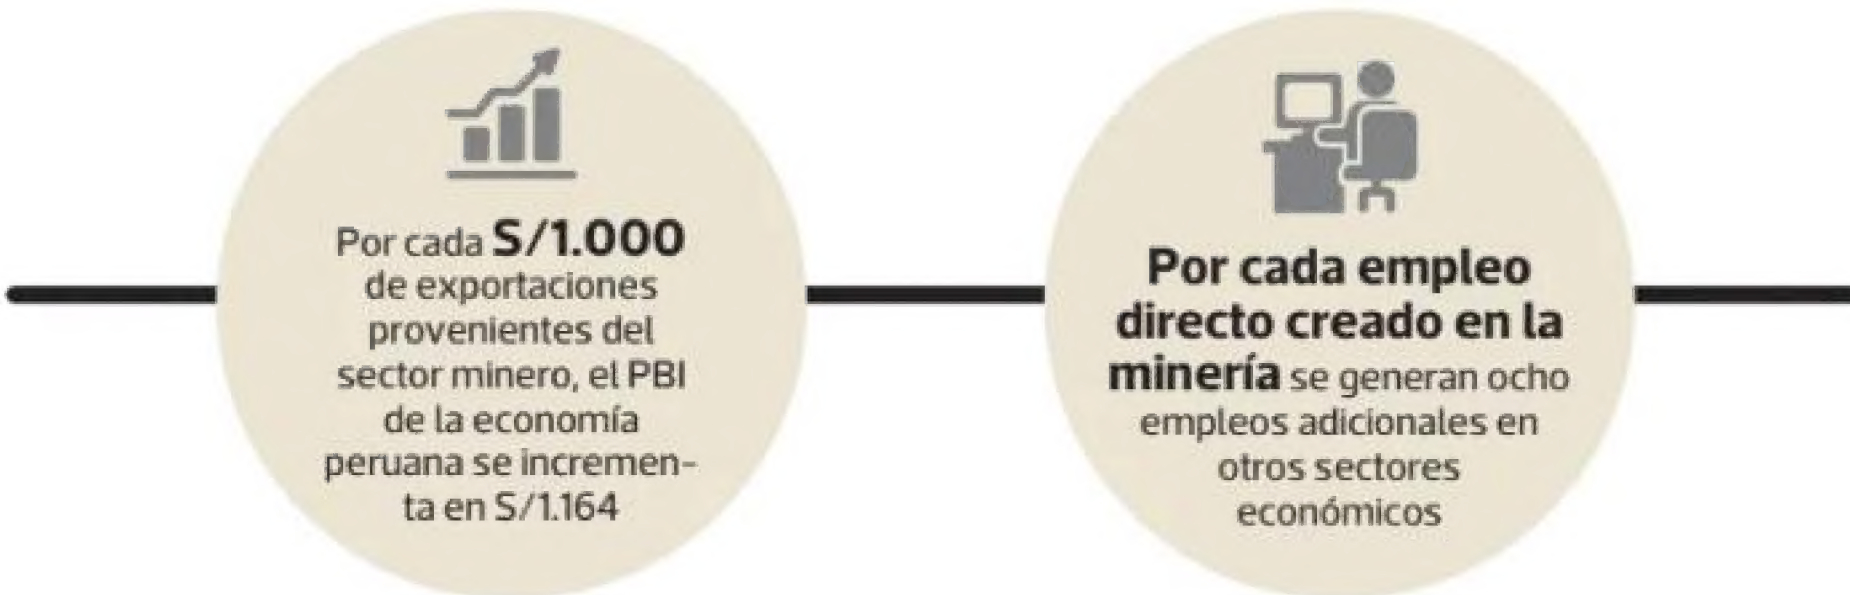 Por cada S/1.000
de exportaciones
provenientes del
sector minero, el PBI
de la economía
peruana se incremen-
ta en S/1.164
Por cada empleo
directo creado en la
minería se generan ocho
empleos adicionales en
otros sectores
económicos